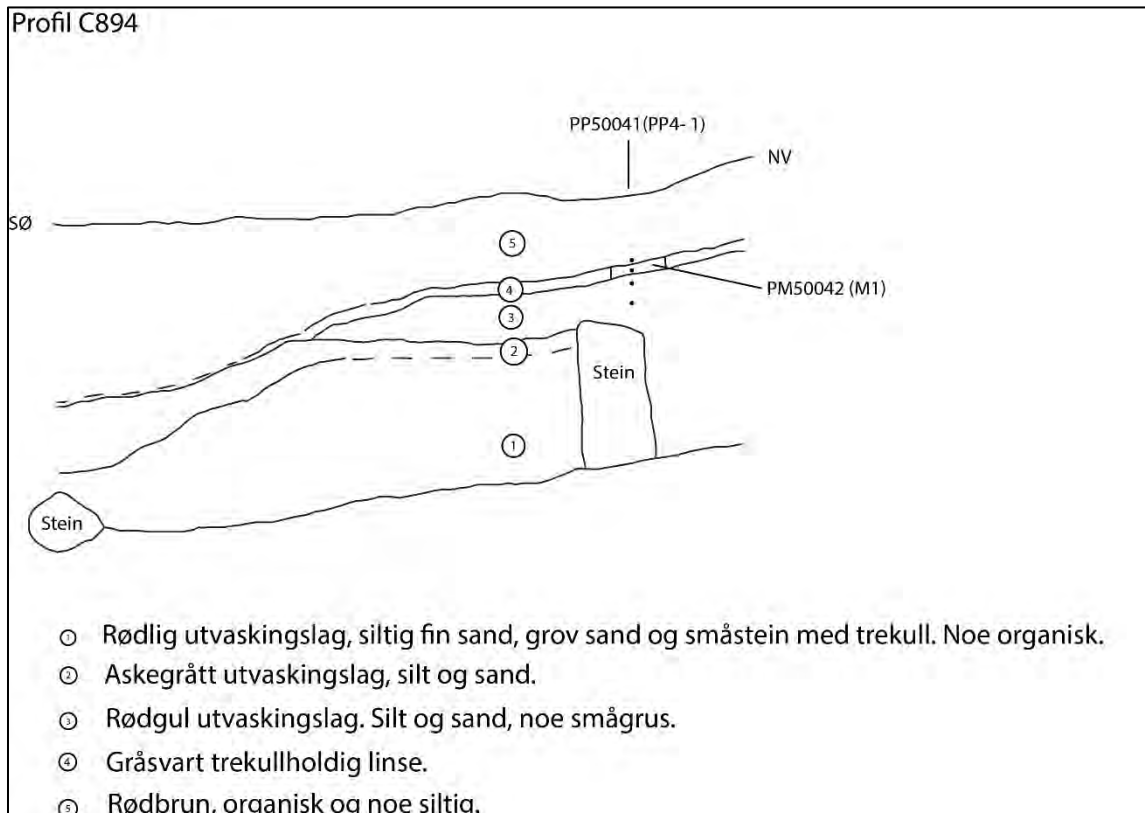 Profil C894
PP50041(PP4- 1)
NV
SØ
5
PM50042 (M1)
4
3
2
Stein
1
Stein
1 Rødlig utvaskingslag, siltig fin sand, grov sand og småstein med trekull. Noe organisk.
2 Askegrått utvaskingslag, silt og sand.
3 Rødgul utvaskingslag. Silt og sand, noe smågrus.
4 Gråsvart trekullholdig linse.
5 Rødbrun, organisk og noe siltig.